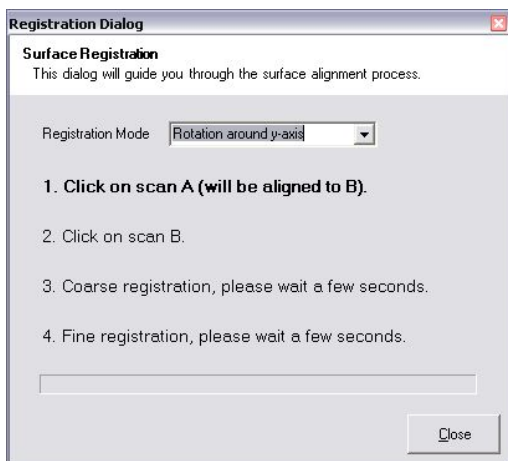 Registration Dialog
Surface Registration
This dialog will guide you through the surface alignment process.
Registration Mode Rotation around y-axis
1. Click on scan A (will be aligned to B).
2. Click on scan B.
3. Coarse registration, please wait a few seconds.
4. Fine registration, please wait a few seconds.
Close